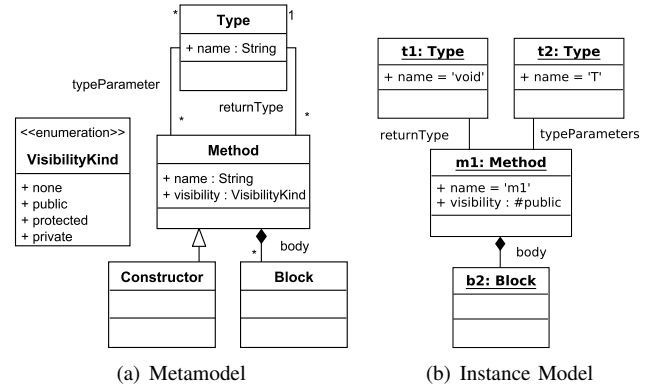 * Type 1
+ name : String
typeParameter
returnType
* *
<<enumeration>>
VisibilityKind
+ none
+ public
+ protected
+ private
Method
+ name : String
+ visibility : VisibilityKind
body
*
Constructor
Block
(a) Metamodel
t1: Type
+ name = 'void'
t2: Type
+ name = 'T'
returnType
typeParameters
m1: Method
+ name = 'm1'
+ visibility : #public
body
b2: Block
(b) Instance Model